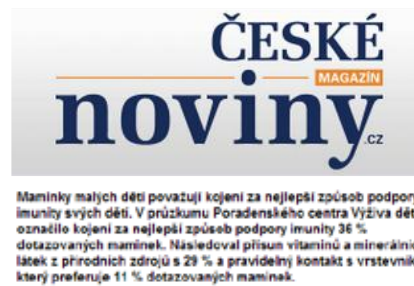 ČESKÉ
MAGAZÍN
noviny.cz
Maminky malých dětí považují kojení za nejlepší způsob podpory
imunity svých dětí. V průzkumu Poradenského centra Výživa dět
označilo kojení za nejlepší způsob podpory imunity 36 %
dotazovaných maminek. Následoval přísun vitaminů a minerálníc
látek z přírodních zdrojů s 29 % a pravidelný kontakt s vrstevník
který preferuje 11 % dotazovaných maminek.